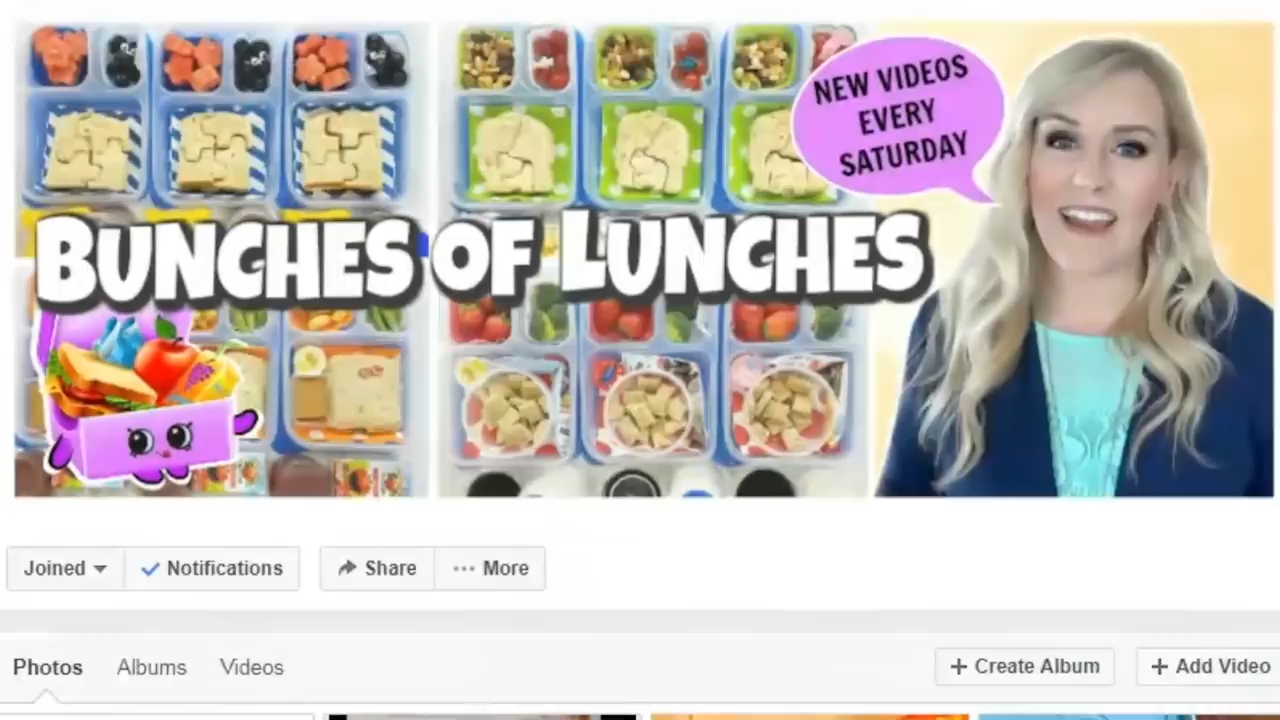 NEW VIDEOS
EVERY
SATURDAY
BUNCHES OF LUNCHES
Joined
Notifications
Share
More
Photos
Albums
Videos
+ Create Album
+ Add Video